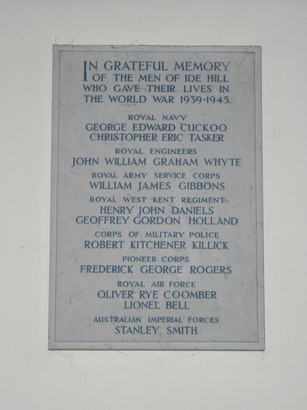 IN GRATEFUL MEMORY
OF THE MEN OF IDE HILL
WHO GAVE THEIR LIVES IN
THE WORLD WAR 1939-1945.
ROYAL NAVY
GEORGE EDWARD CUCKOO
CHRISTOPHER ERIC TASKER
ROYAL ENGINEERS
JOHN WILLIAM GRAHAM WHYTE
ROYAL ARMY SERVICE CORPS
WILLIAM JAMES GIBBONS
ROYAL WEST KENT REGIMENT
HENRY JOHN DANIELS
GEOFFREY GORDON HOLLAND
CORPS OF MILITARY POLICE
ROBERT KITCHENER KILLICK
PIONEER CORPS
FREDERICK GEORGE ROGERS
ROYAL AIR FORCE
OLIVER RYE COOMBER
LIONEL BELL
AUSTRALIAN IMPERIAL FORCES
STANLEY SMITH